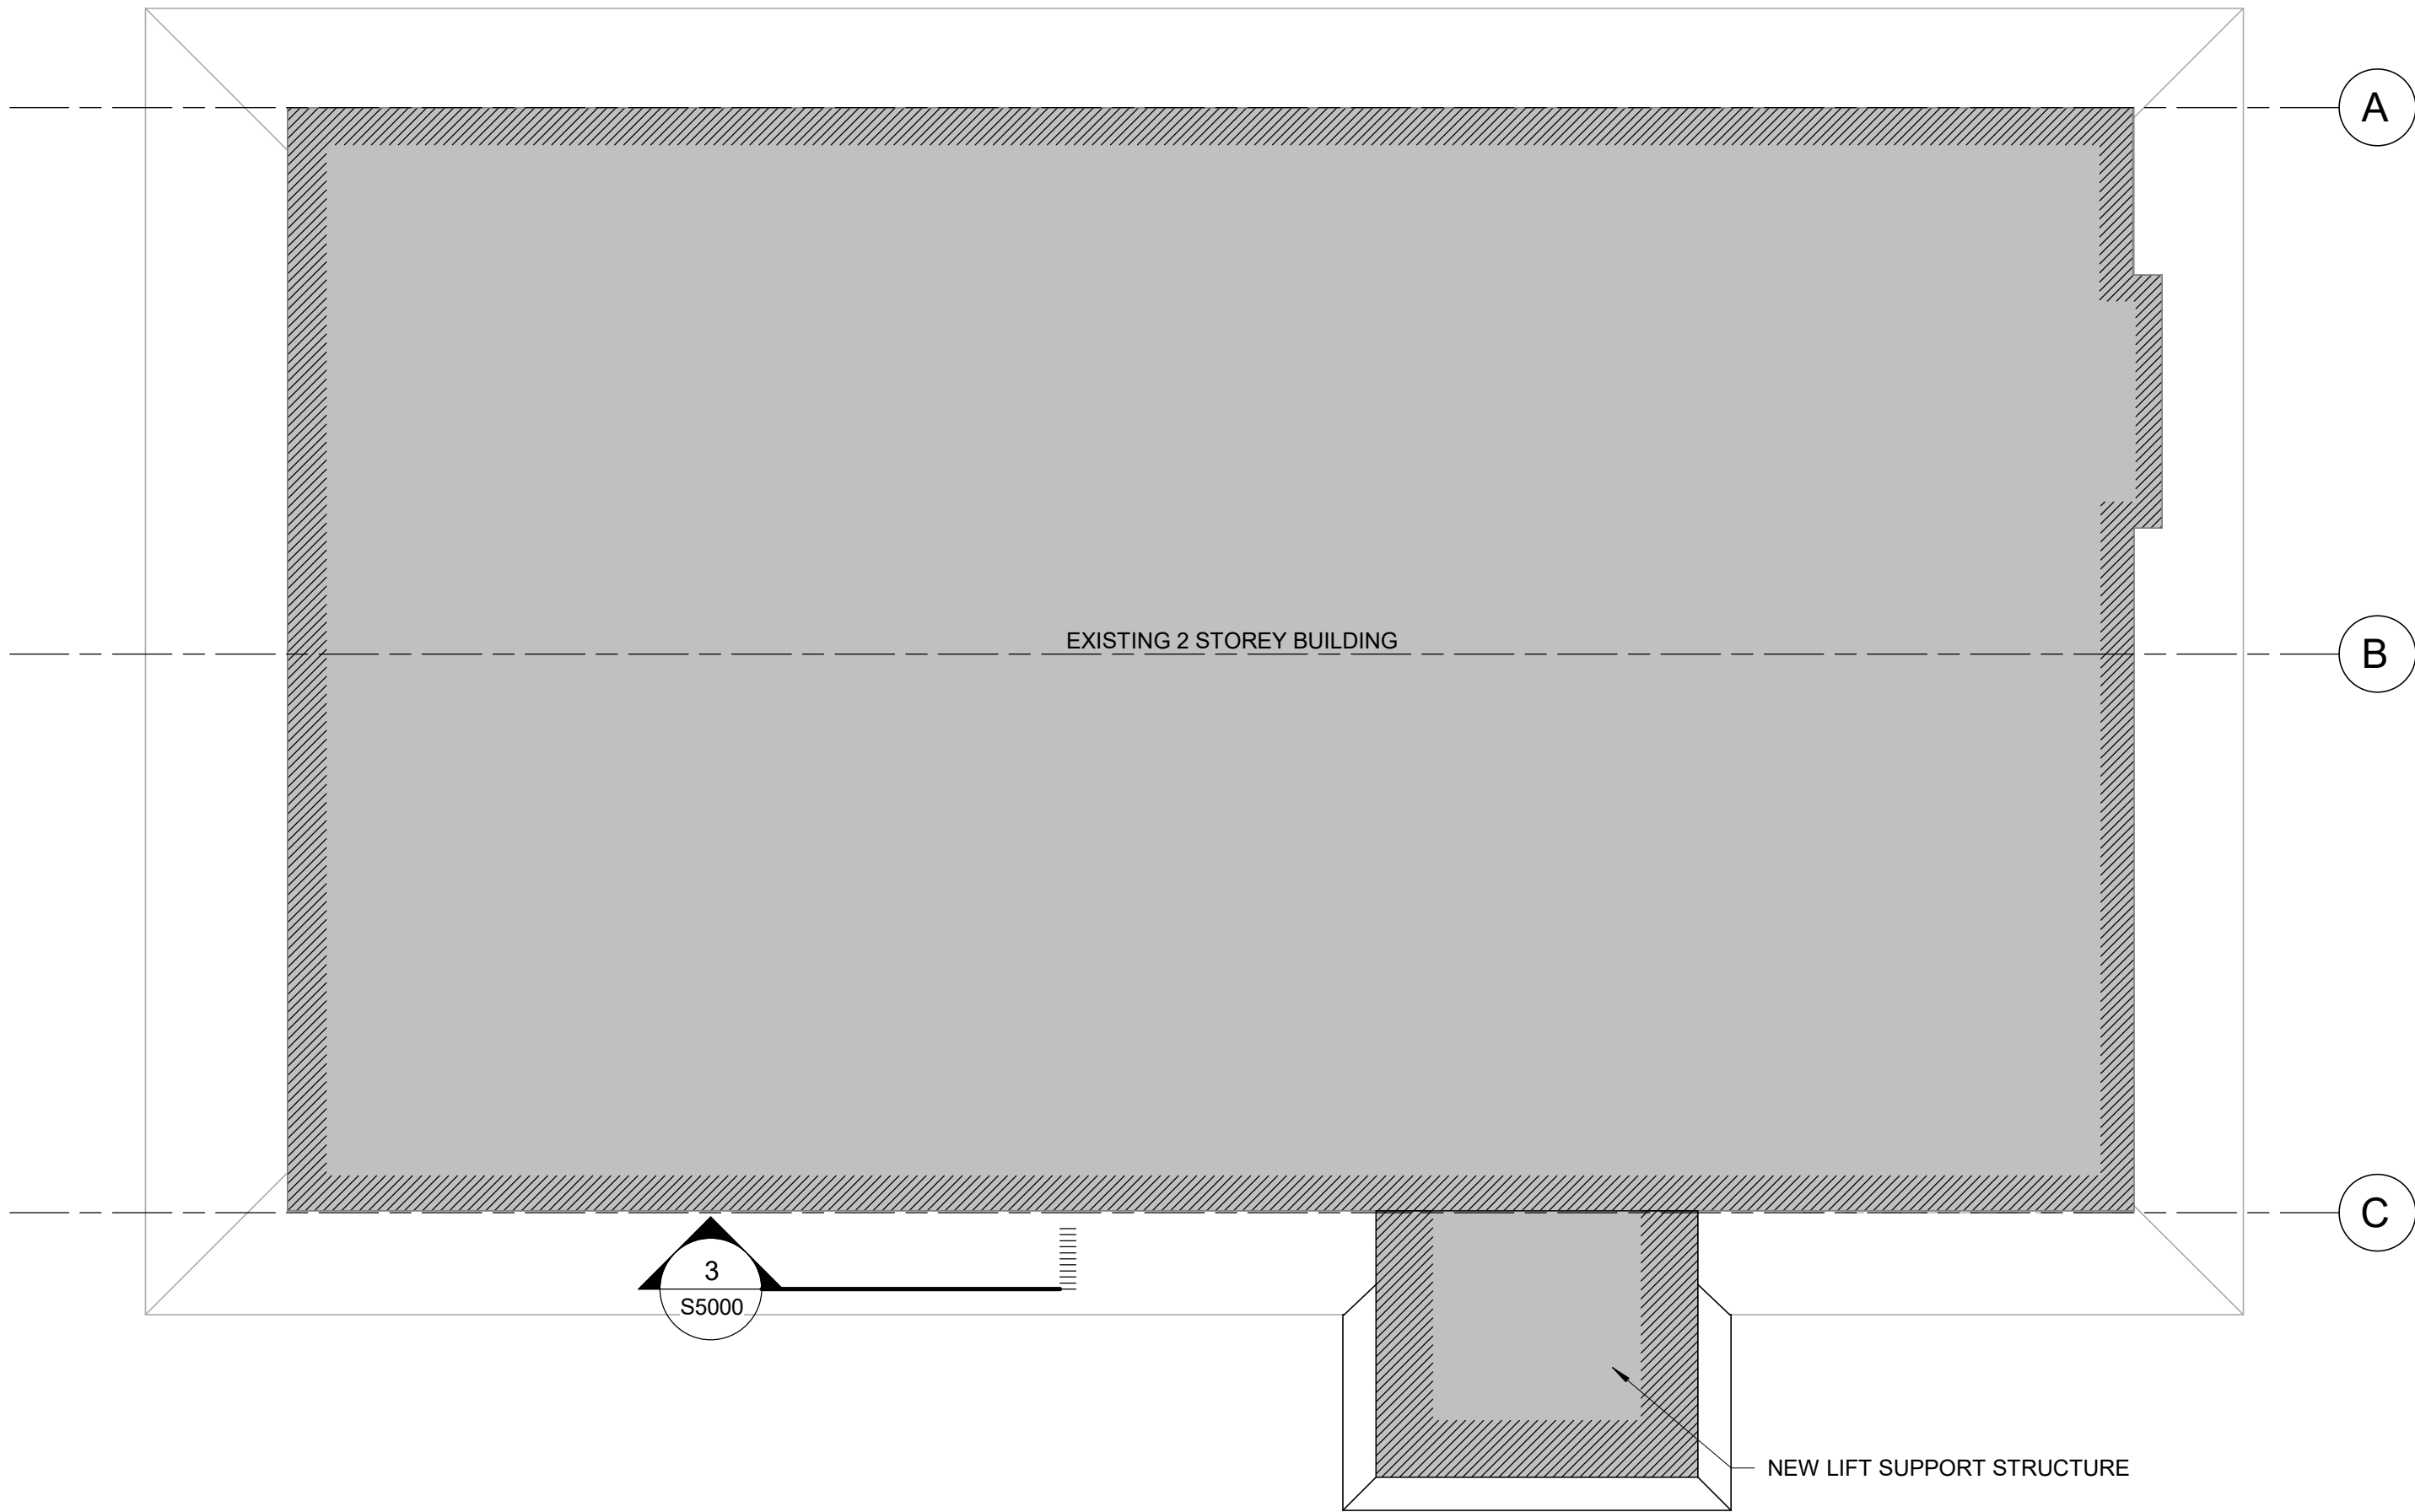 A
EXISTING 2 STOREY BUILDING
B
C
3
S5000
NEW LIFT SUPPORT STRUCTURE